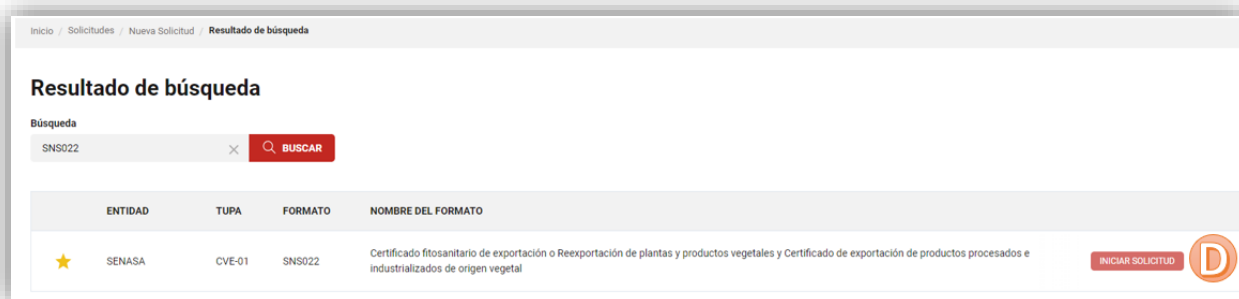 Inicio / Solicitudes / Nueva Solicitud / Resultado de búsqueda
Resultado de búsqueda
Búsqueda
SNS022 BUSCAR
ENTIDAD TUPA FORMATO NOMBRE DEL FORMATO
SENASA CVE-01 SNS022 Certificado fitosanitario de exportación o Reexportación de plantas y productos vegetales y Certificado de exportación de productos procesados e
industrializados de origen vegetal
INICIAR SOLICITUD D